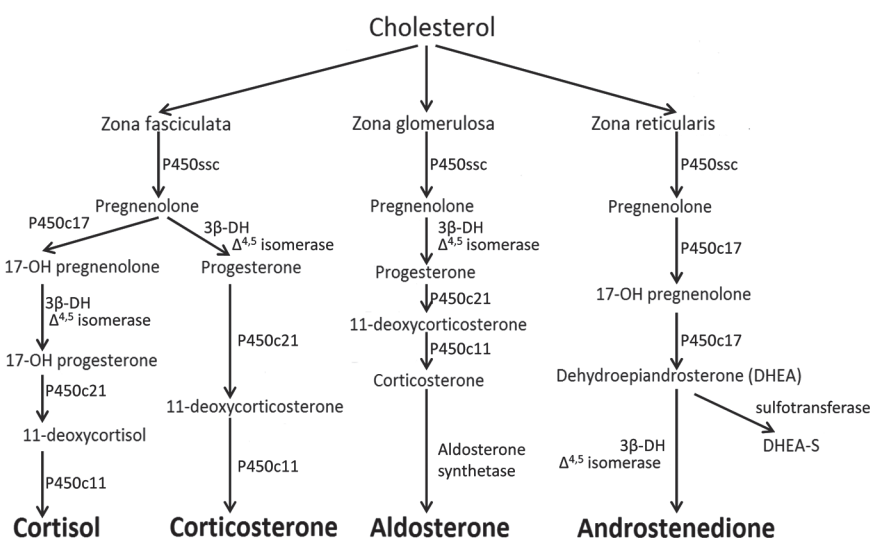 Cholesterol
Zona fasciculata
Zona glomerulosa
Zona reticularis
P450ssc
P450ssc
P450ssc
Pregnenolone
Pregnenolone
Pregnenolone
P450c17
3β-DH
Δ4,5 isomerase
3β-DH
Δ4,5 isomerase
P450c17
17-OH pregnenolone
Progesterone
Progesterone
17-OH pregnenolone
3β-DH
Δ4,5 isomerase
P450c21
P450c21
11-deoxycorticosterone
P450c17
P450c11
17-OH progesterone
Corticosterone
Dehydroepiandrosterone (DHEA)
P450c21
11-deoxycorticosterone
sulfotransferase
DHEA-S
11-deoxycortisol
Aldosterone
synthetase
3β-DH
Δ4,5 isomerase
P450c11
P450c11
Cortisol
Corticosterone
Aldosterone
Androstenedione